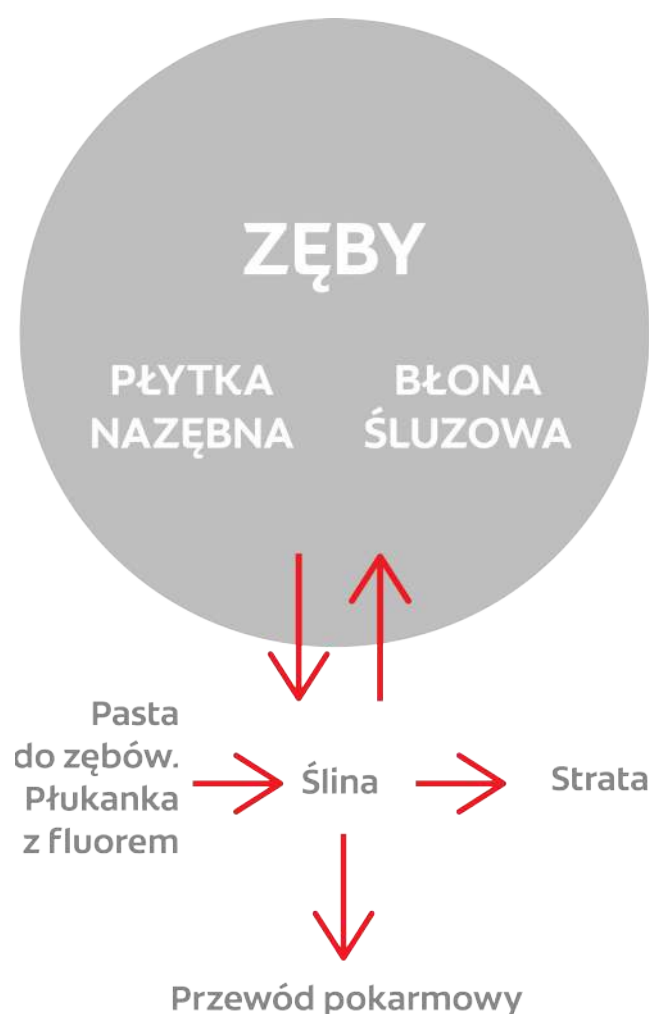 ZĘBY
PŁYTKA
NAZĘBNA
BŁONA
ŚLUZOWA
Pasta
do zębów.
Płukanka
z fluorem
Ślina
Strata
Przewód pokarmowy